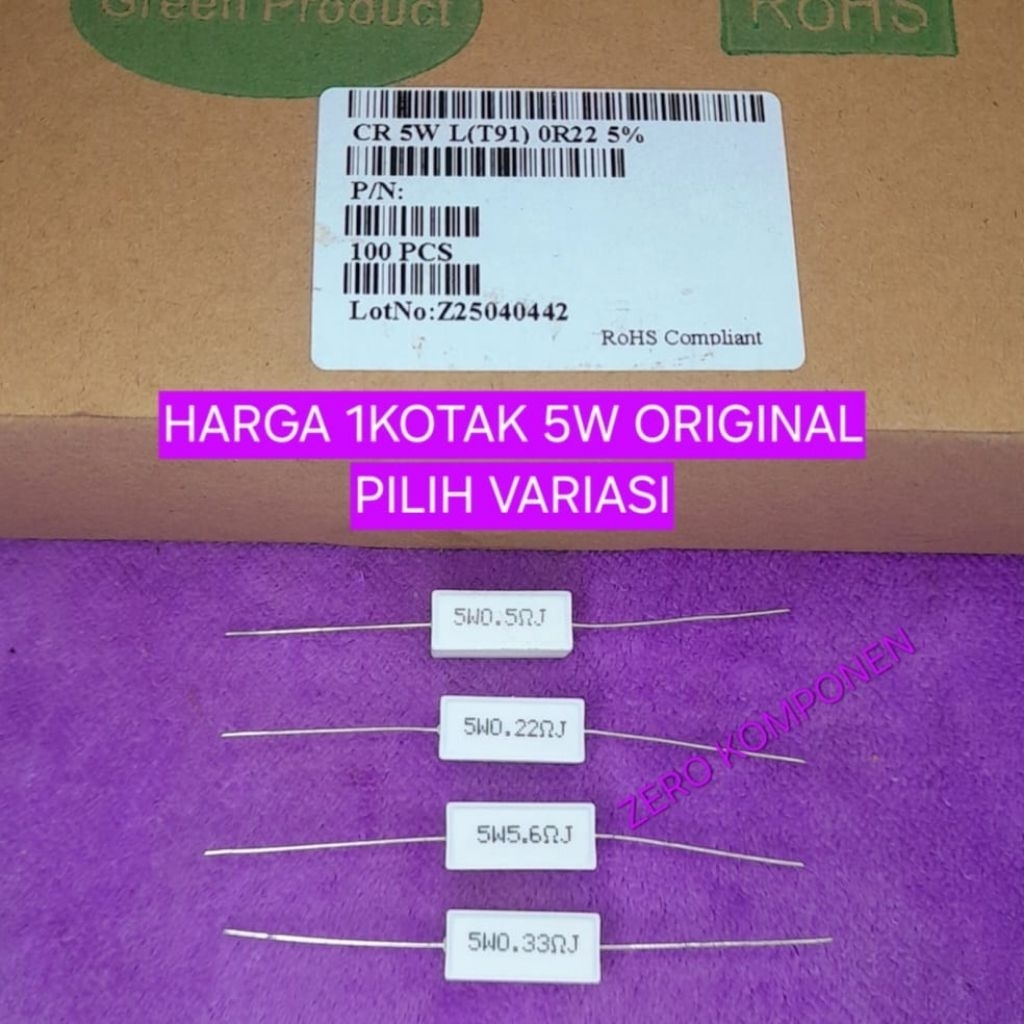 Green Product
RoHS
CR 5W L(T91) 0R22 5%
P/N:
100 PCS
LotNo:Z25040442
RoHS Compliant
HARGA 1KOTAK 5W ORIGINAL
PILIH VARIASI
5W0.5ΩJ
5W0.22ΩJ
ZERO KOMPONEN
5W5.6ΩJ
5W0.33ΩJ